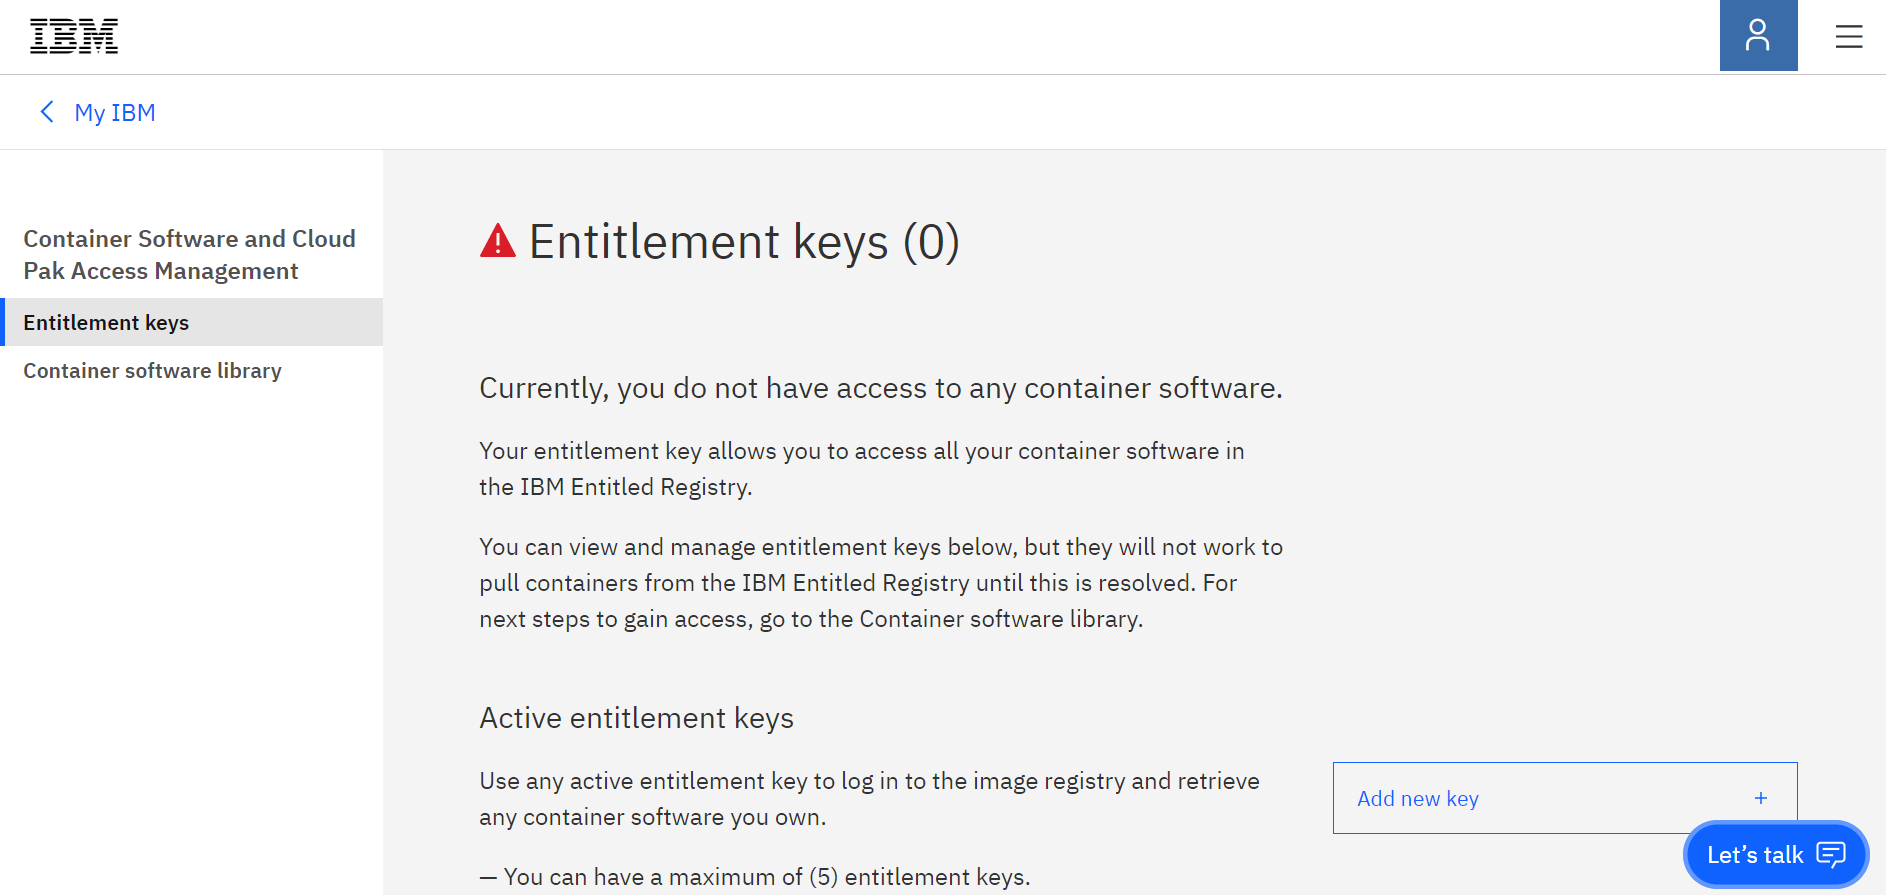 IBM
My IBM
Container Software and Cloud
Pak Access Management
Entitlement keys
Container software library
Entitlement keys (0)
Currently, you do not have access to any container software.
Your entitlement key allows you to access all your container software in
the IBM Entitled Registry.
You can view and manage entitlement keys below, but they will not work to
pull containers from the IBM Entitled Registry until this is resolved. For
next steps to gain access, go to the Container software library.
Active entitlement keys
Use any active entitlement key to log in to the image registry and retrieve
any container software you own.
— You can have a maximum of (5) entitlement keys.
Add new key +
Let's talk